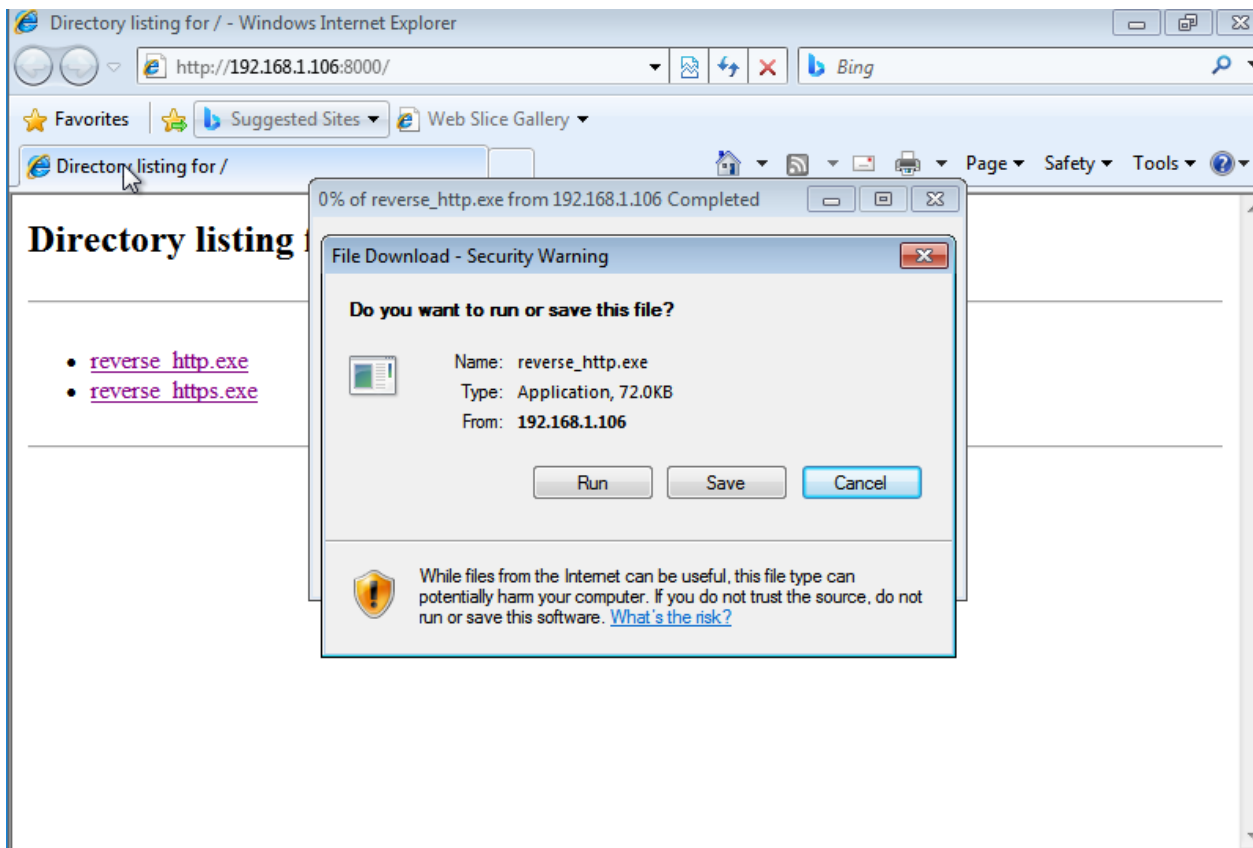 Directory listing for / - Windows Internet Explorer
http://192.168.1.106:8000/
Bing
Favorites
Suggested Sites
Web Slice Gallery
Directory listing for /
Page
Safety
Tools
0% of reverse_http.exe from 192.168.1.106 Completed
Directory listing
File Download - Security Warning
Do you want to run or save this file?
reverse_http.exe
reverse_https.exe
Name: reverse_http.exe
Type: Application, 72.0KB
From: 192.168.1.106
Run
Save
Cancel
While files from the Internet can be useful, this file type can
potentially harm your computer. If you do not trust the source, do not
run or save this software. What's the risk?